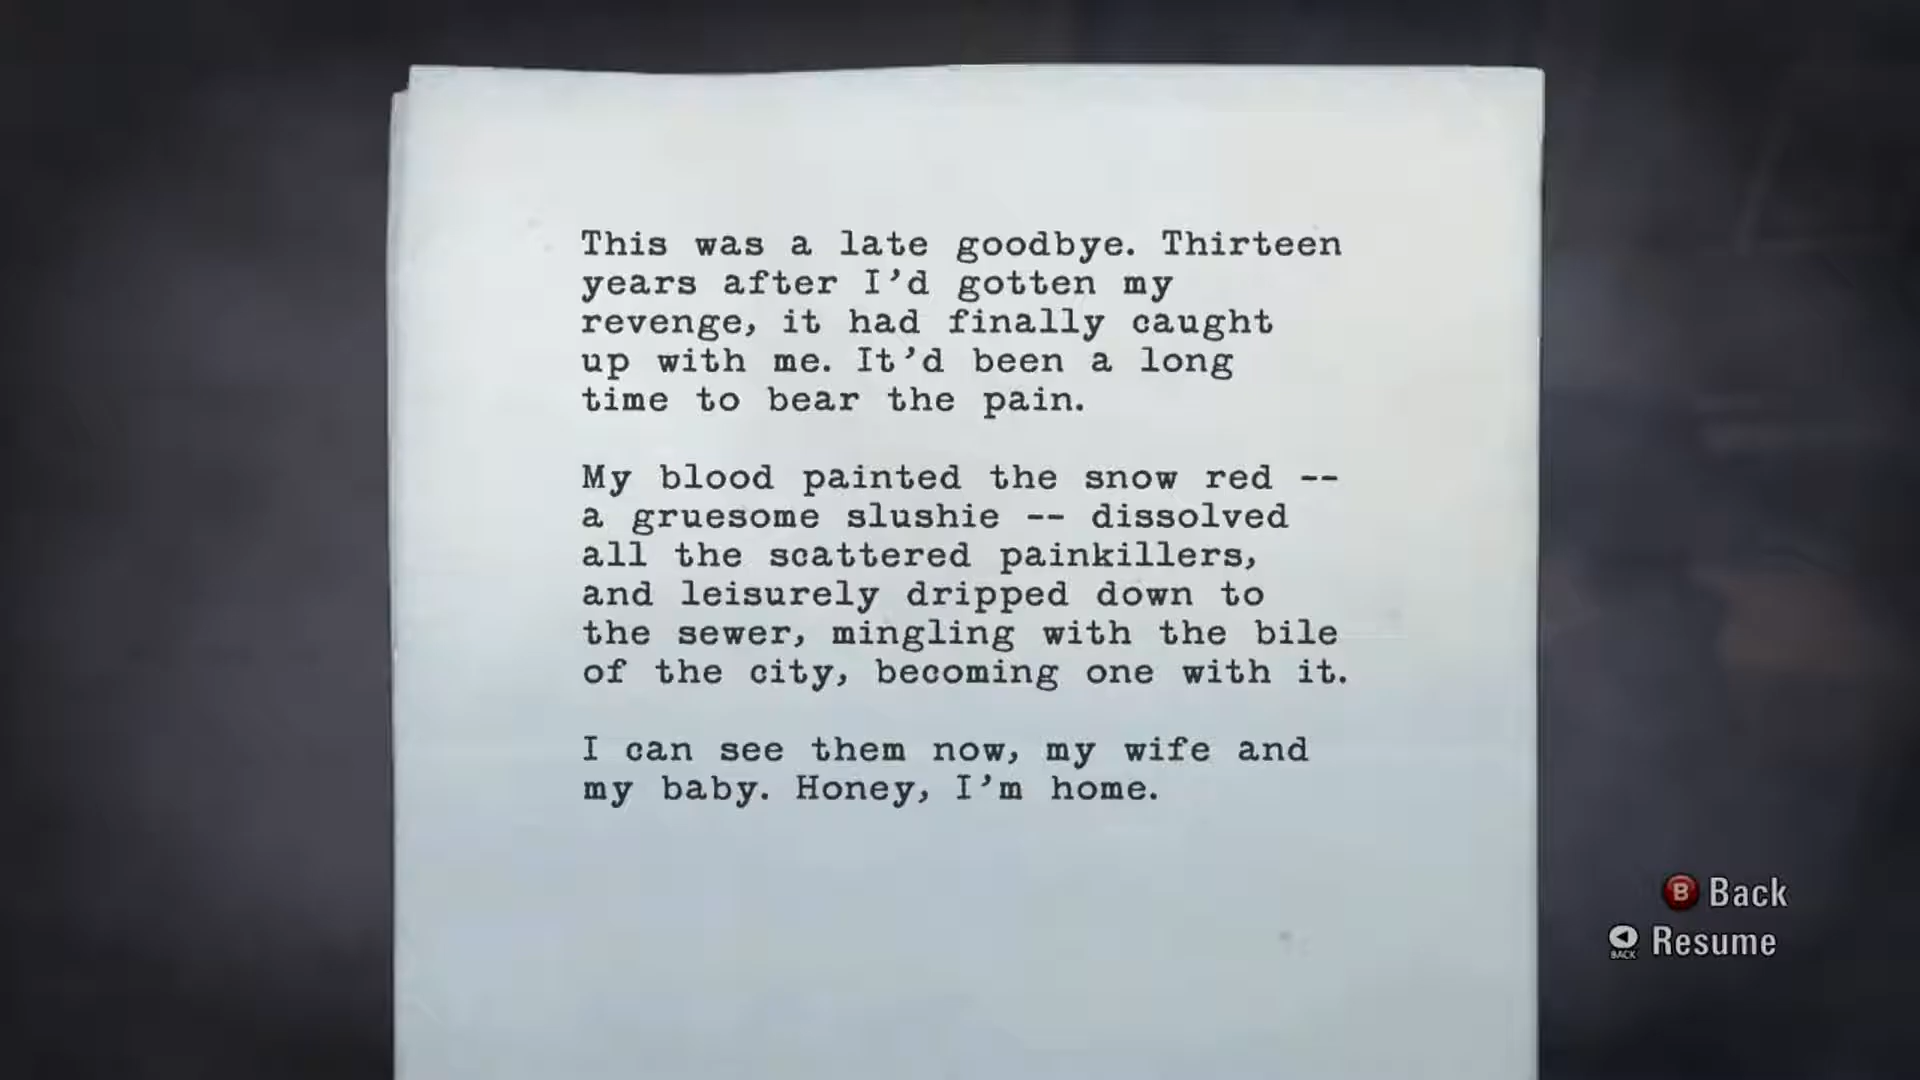 This was a late goodbye. Thirteen
years after I’d gotten my
revenge, it had finally caught
up with me. It’d been a long
time to bear the pain.
My blood painted the snow red --
a gruesome slushie -- dissolved
all the scattered painkillers,
and leisurely dripped down to
the sewer, mingling with the bile
of the city, becoming one with it.
I can see them now, my wife and
my baby. Honey, I’m home.
B Back
BACK Resume